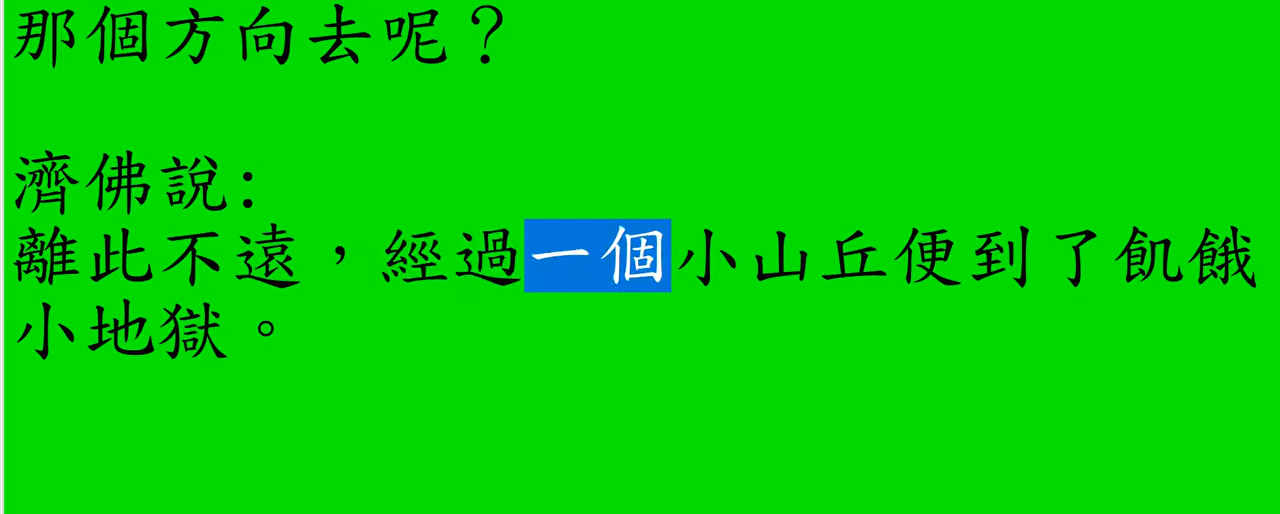 那個方向去呢？
濟佛說:
離此不遠，經過一個小山丘便到了飢餓
小地獄。